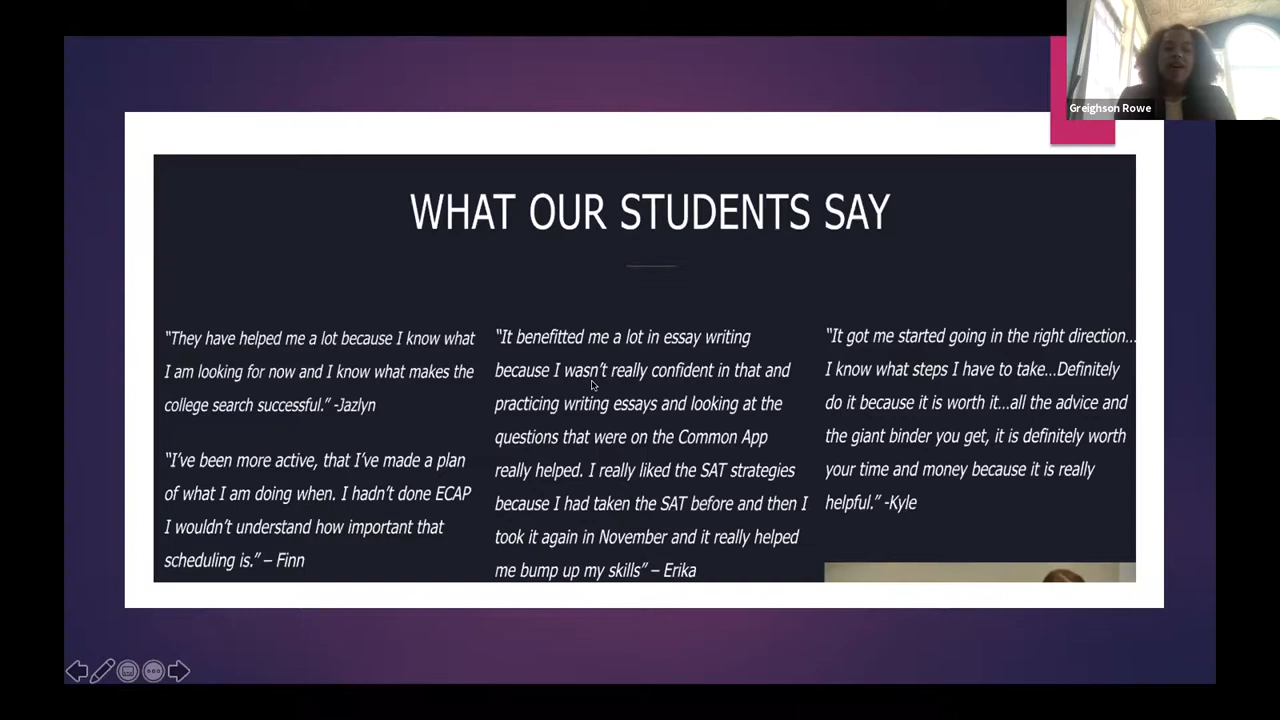 Greighson Rowe
WHAT OUR STUDENTS SAY
“They have helped me a lot because I know what
I am looking for now and I know what makes the
college search successful.” -Jazlyn
“I’ve been more active, that I’ve made a plan
of what I am doing when. I hadn’t done ECAP
I wouldn’t understand how important that
scheduling is.” – Finn
“It benefitted me a lot in essay writing
because I wasn’t really confident in that and
practicing writing essays and looking at the
questions that were on the Common App
really helped. I really liked the SAT strategies
because I had taken the SAT before and then I
took it again in November and it really helped
me bump up my skills” – Erika
“It got me started going in the right direction...
I know what steps I have to take...Definitely
do it because it is worth it...all the advice and
the giant binder you get, it is definitely worth
your time and money because it is really
helpful.” -Kyle